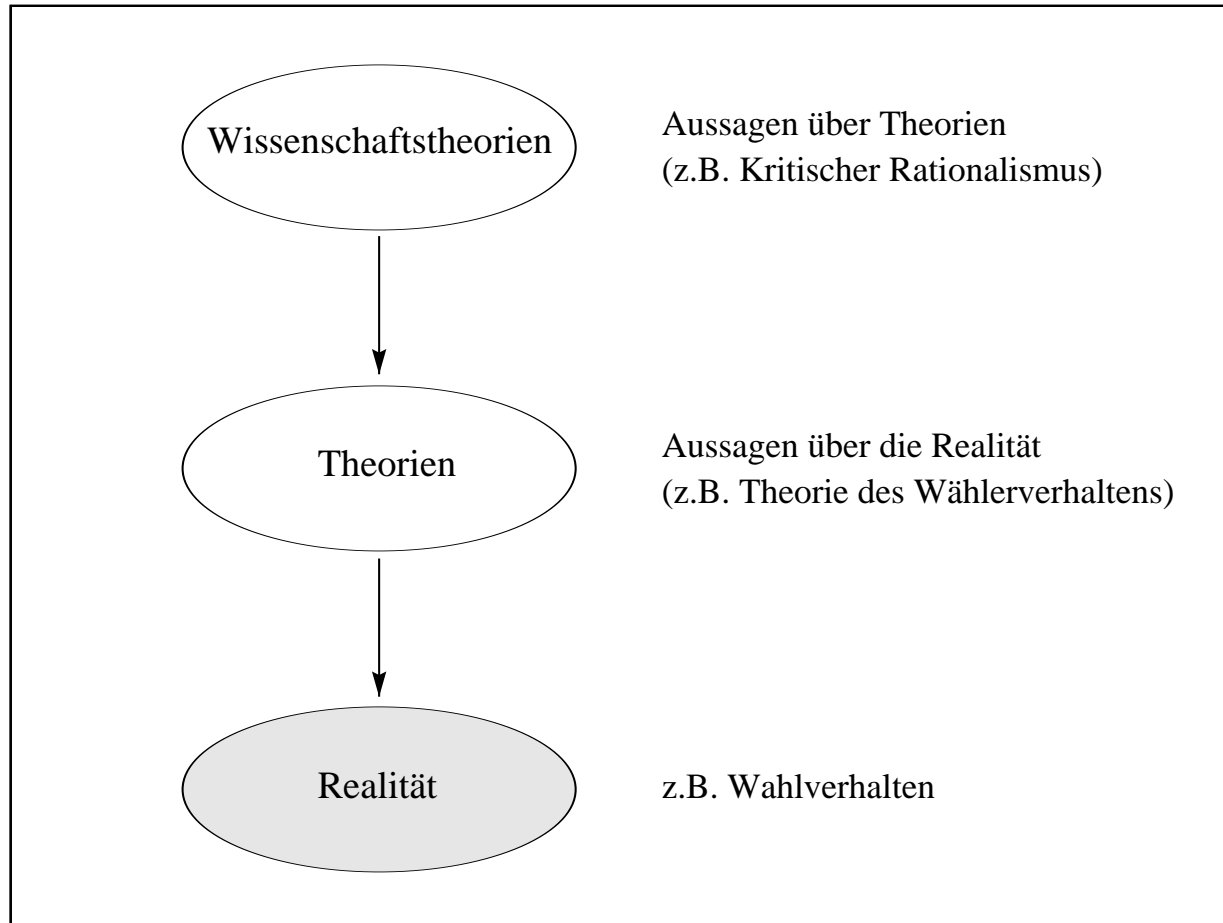 Wissenschaftstheorien
Aussagen über Theorien
(z.B. Kritischer Rationalismus)
Theorien
Aussagen über die Realität
(z.B. Theorie des Wählerverhaltens)
Realität
z.B. Wahlverhalten